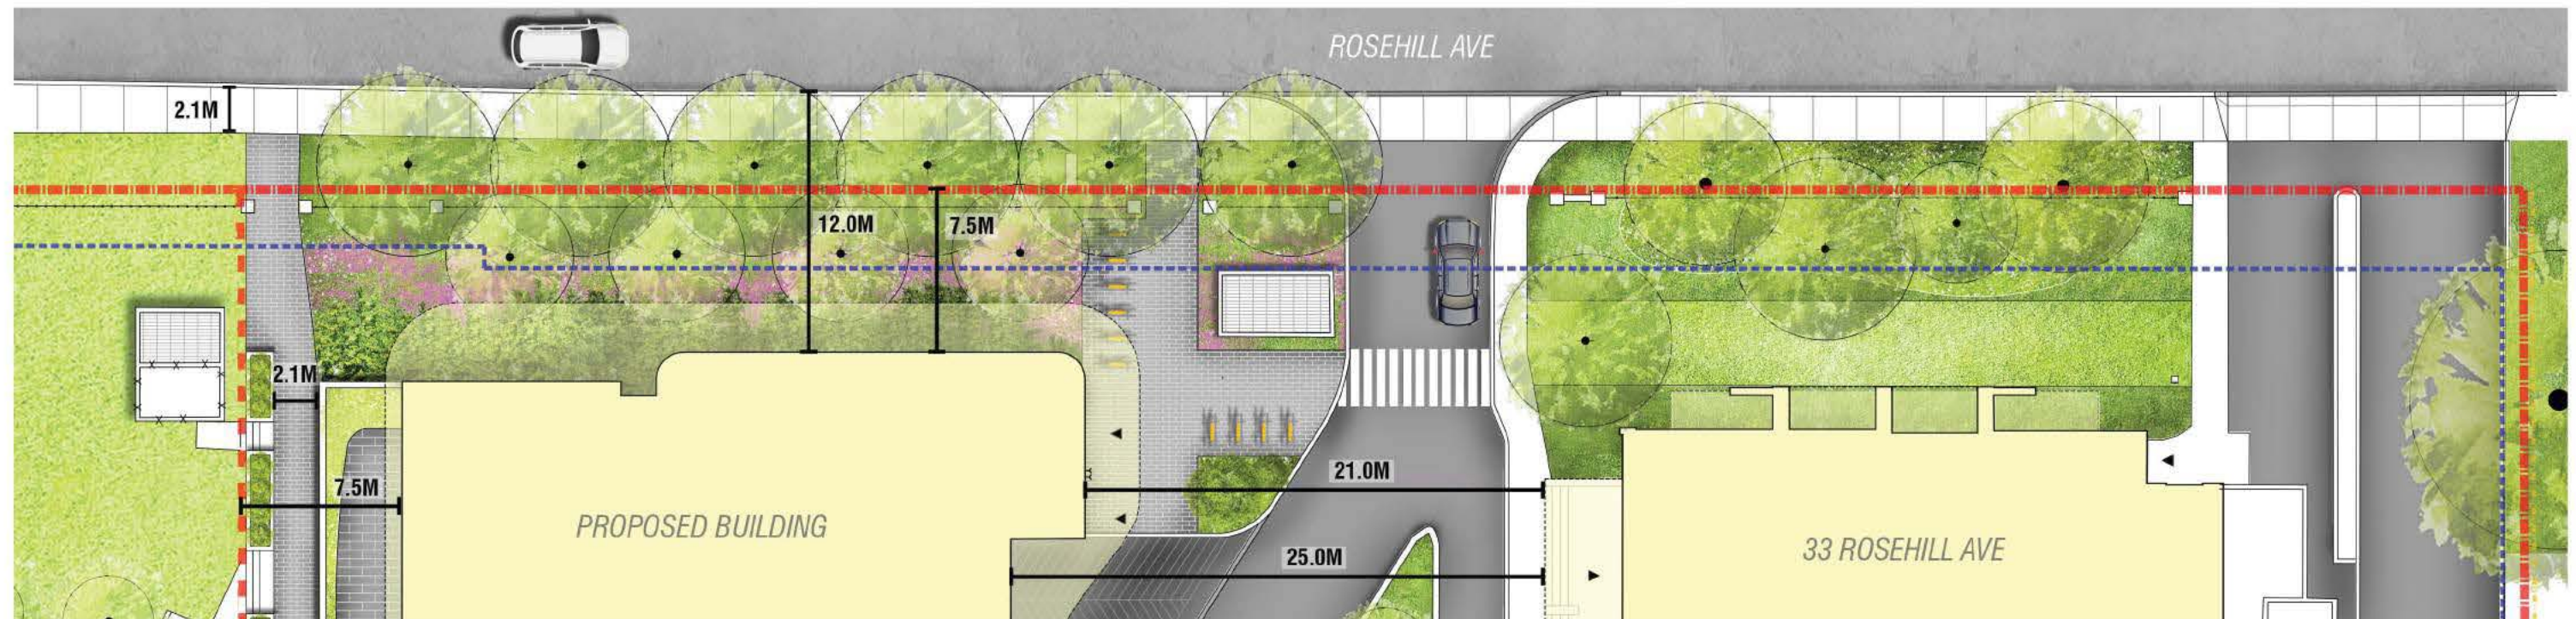 ROSEHILL AVE
2.1M
12.0M
7.5M
2.1M
21.0M
7.5M
PROPOSED BUILDING
33 ROSEHILL AVE
25.0M